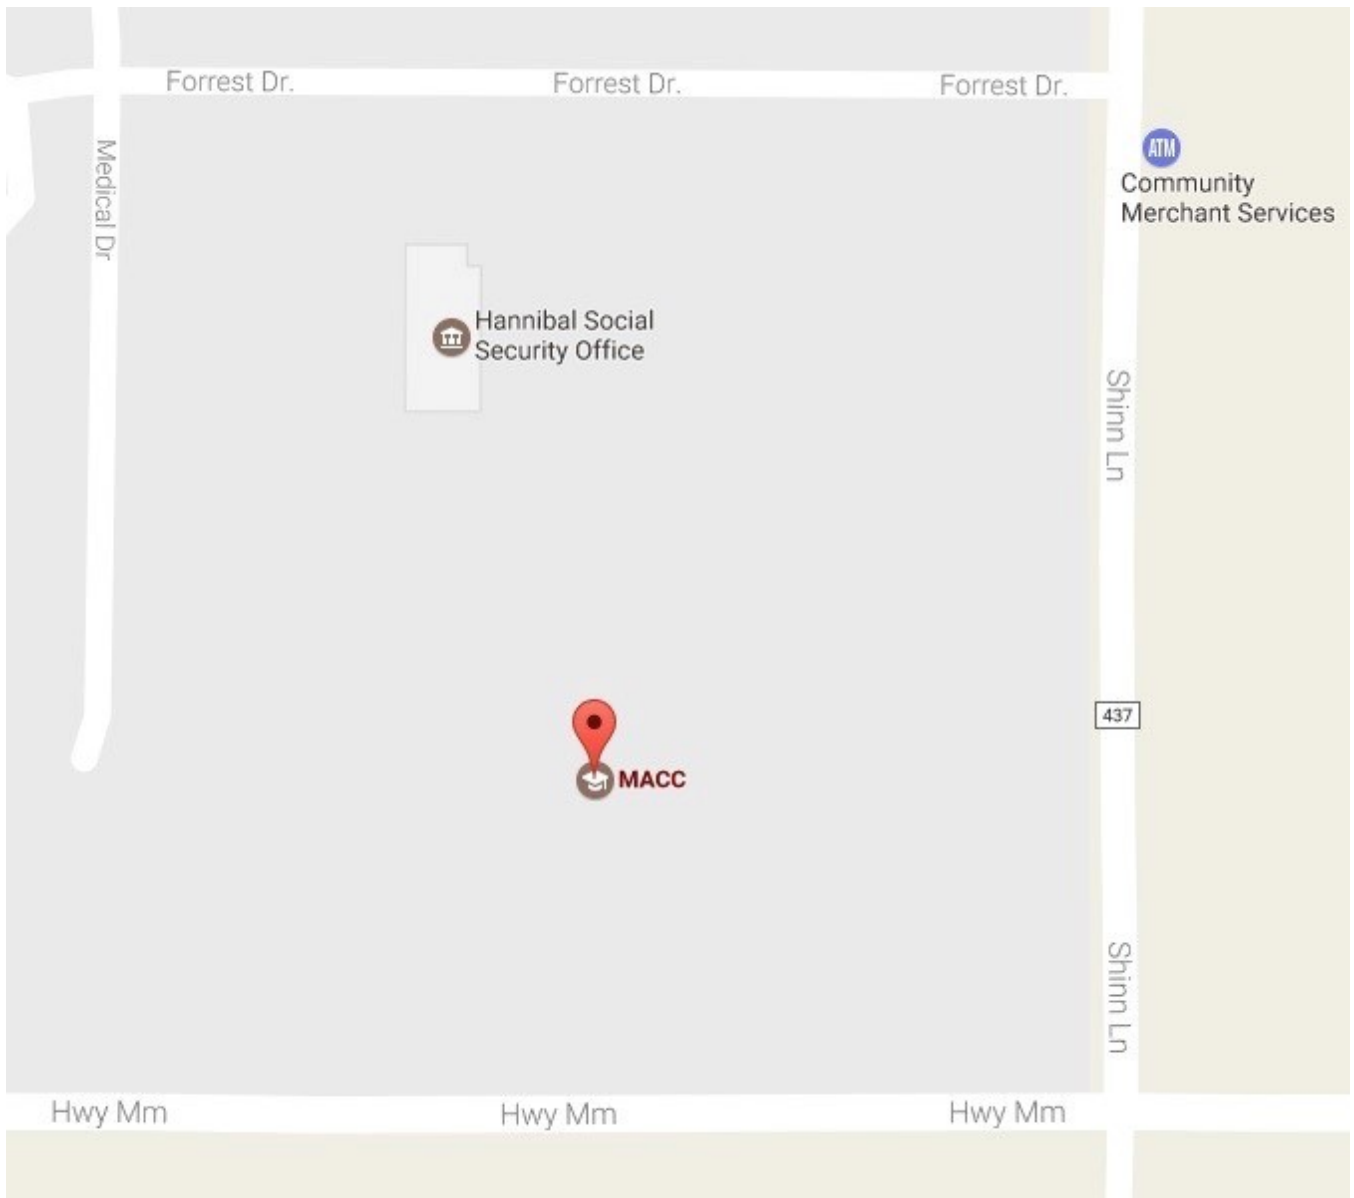 Forrest Dr.
Forrest Dr.
Forrest Dr.
Medical Dr
ATM
Community
Merchant Services
Hannibal Social
Security Office
Shinn Ln
437
MACC
Shinn Ln
Hwy Mm
Hwy Mm
Hwy Mm